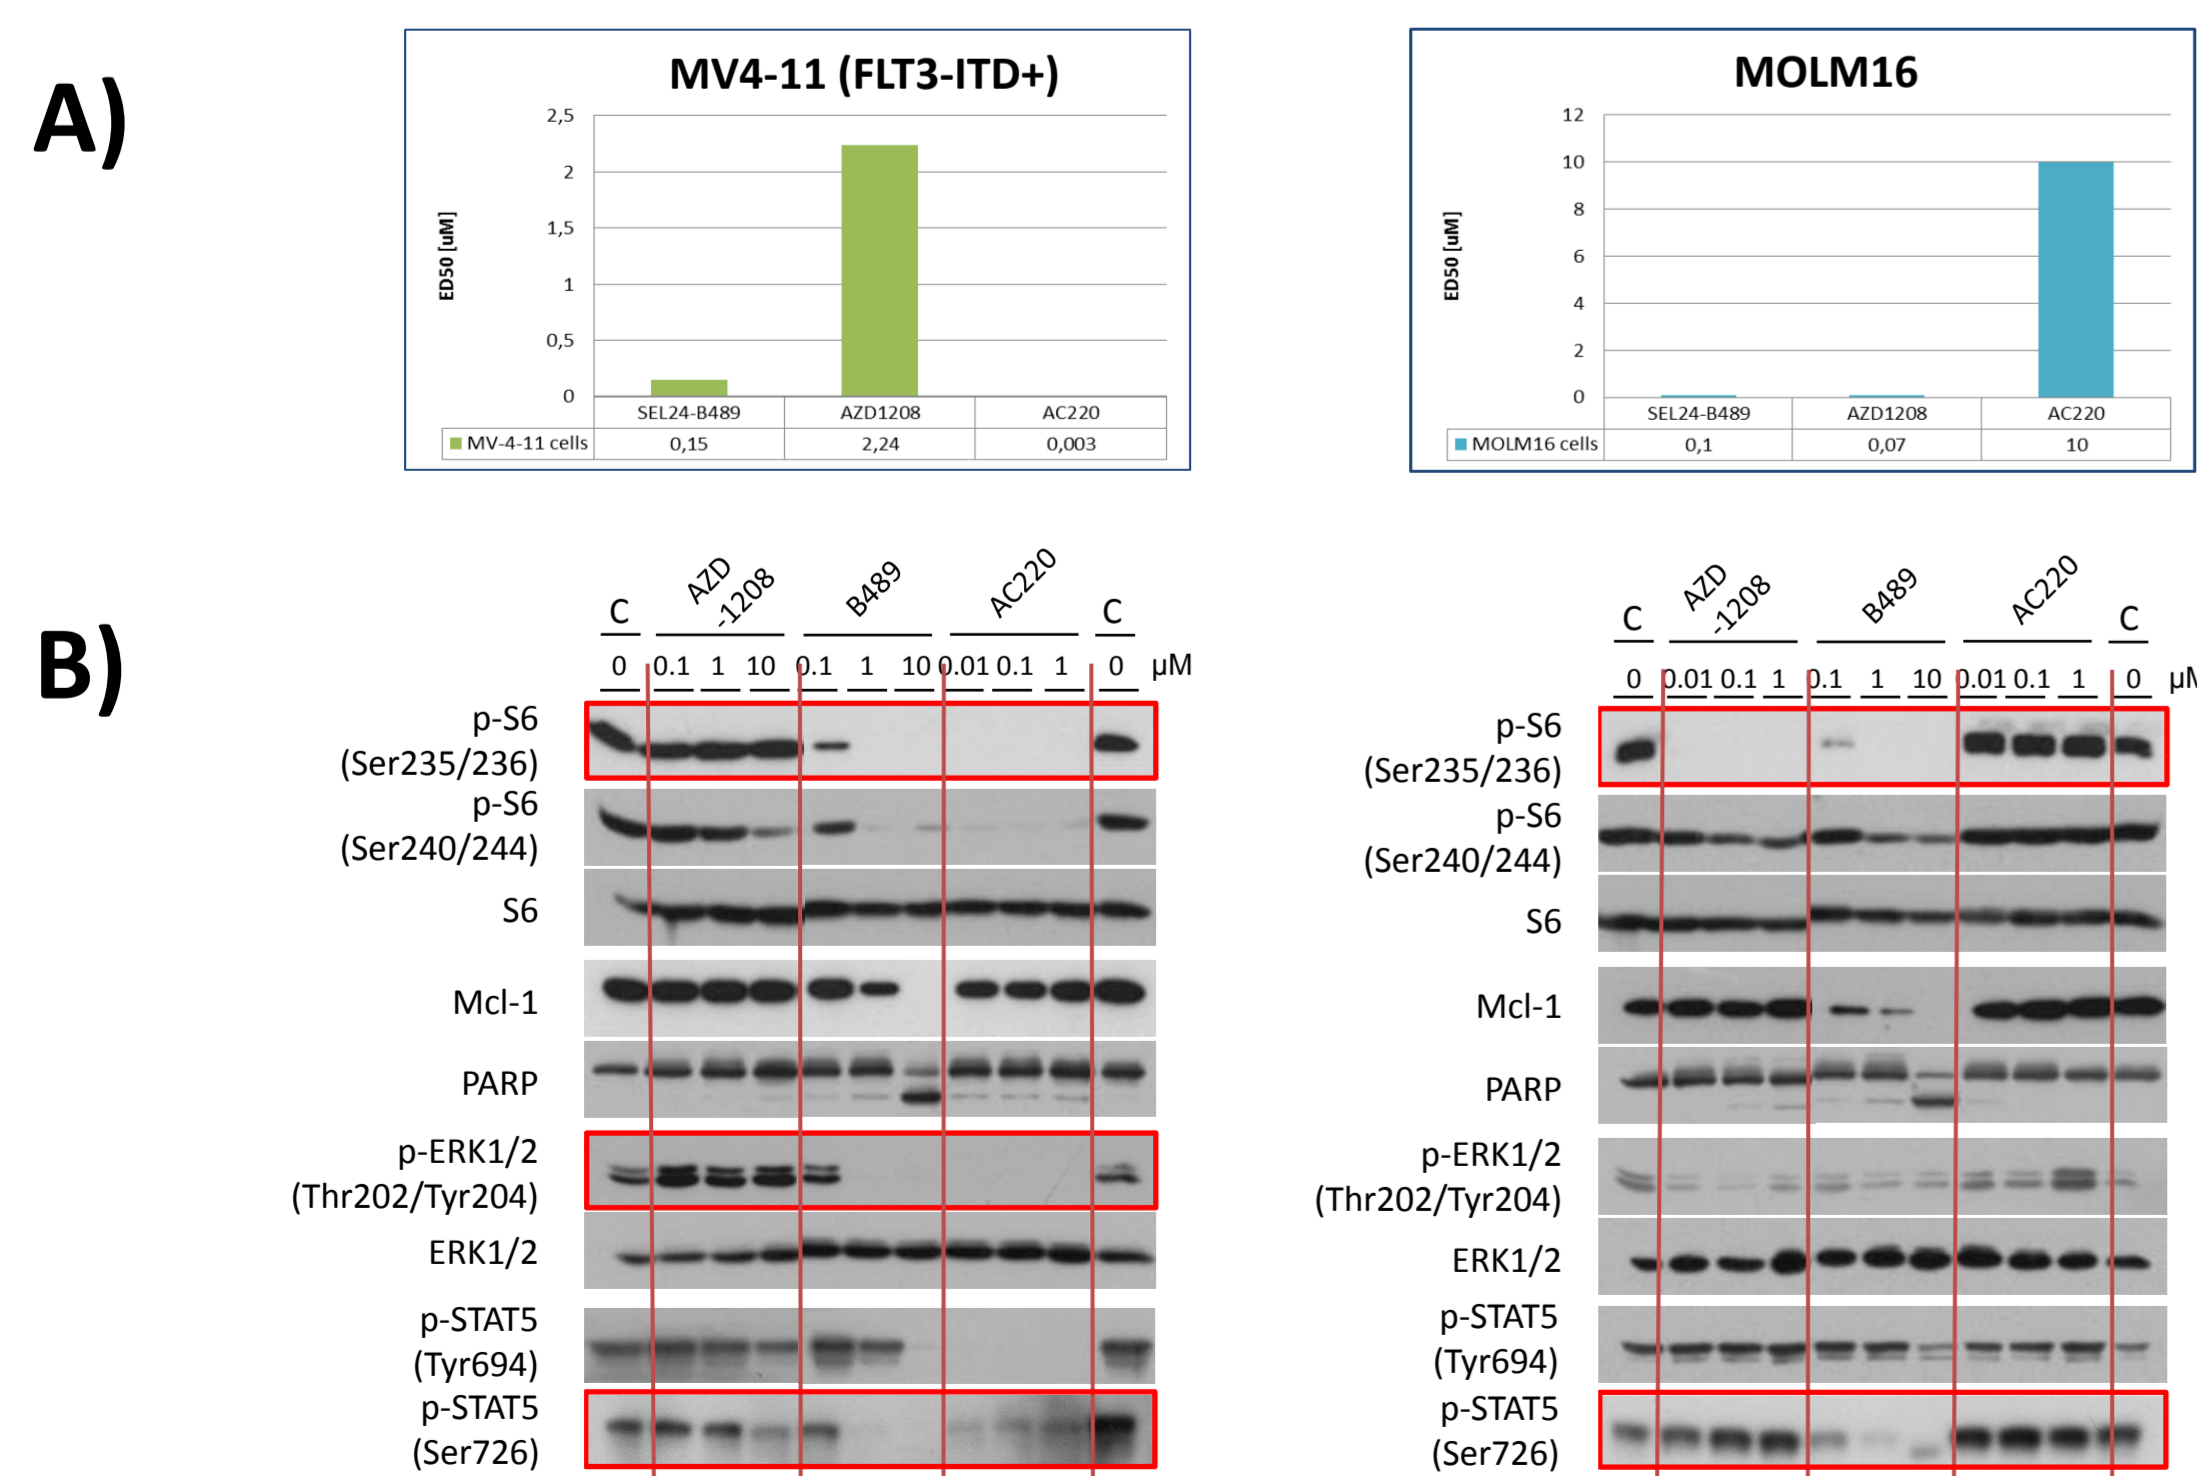 A)
MV4-11 (FLT3-ITD+)
2,5
2
1,5
1
0,5
0
ED50 [uM]
SEL24-B489 AZD1208 AC220
MV-4-11 cells 0,15 2,24 0,003
MOLM16
12
10
8
6
4
2
0
ED50 [uM]
SEL24-B489 AZD1208 AC220
MOLM16 cells 0,1 0,07 10
B)
C AZD -1208 B489 AC220 C
0 0.1 1 10 0.1 1 10 0.01 0.1 1 0 µM
p-S6
(Ser235/236)
p-S6
(Ser240/244)
S6
Mcl-1
PARP
p-ERK1/2
(Thr202/Tyr204)
ERK1/2
p-STAT5
(Tyr694)
p-STAT5
(Ser726)
C AZD -1208 B489 AC220 C
0 0.01 0.1 1 0.1 1 10 0.01 0.1 1 0 µM
p-S6
(Ser235/236)
p-S6
(Ser240/244)
S6
Mcl-1
PARP
p-ERK1/2
(Thr202/Tyr204)
ERK1/2
p-STAT5
(Tyr694)
p-STAT5
(Ser726)